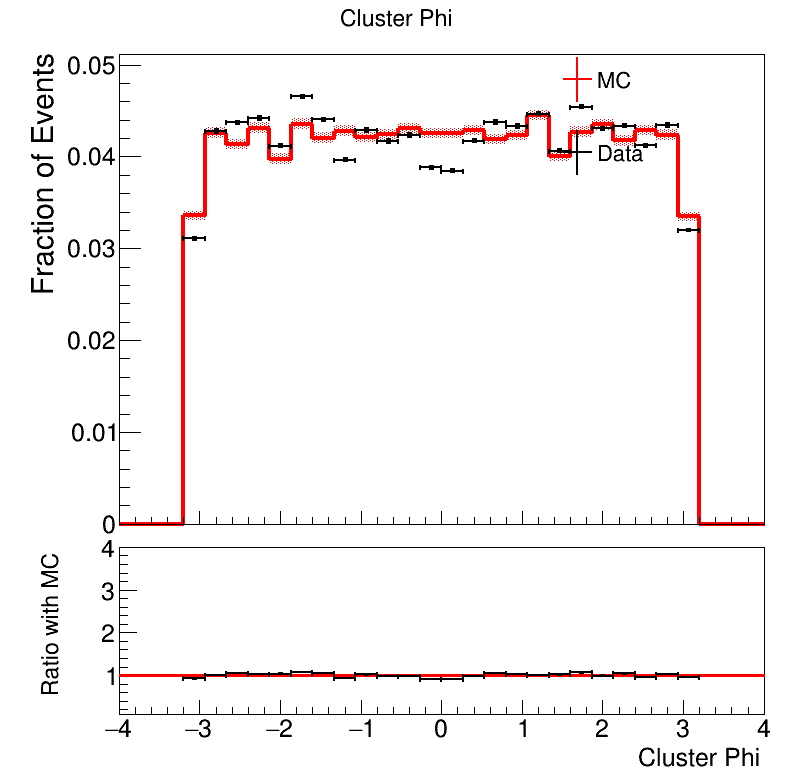 Cluster Phi
Fraction of Events
0.05
0.04
0.03
0.02
0.01
0
MC
Data
Ratio with MC
4
3
2
1
−4 −3 −2 −1 0 1 2 3 4
Cluster Phi